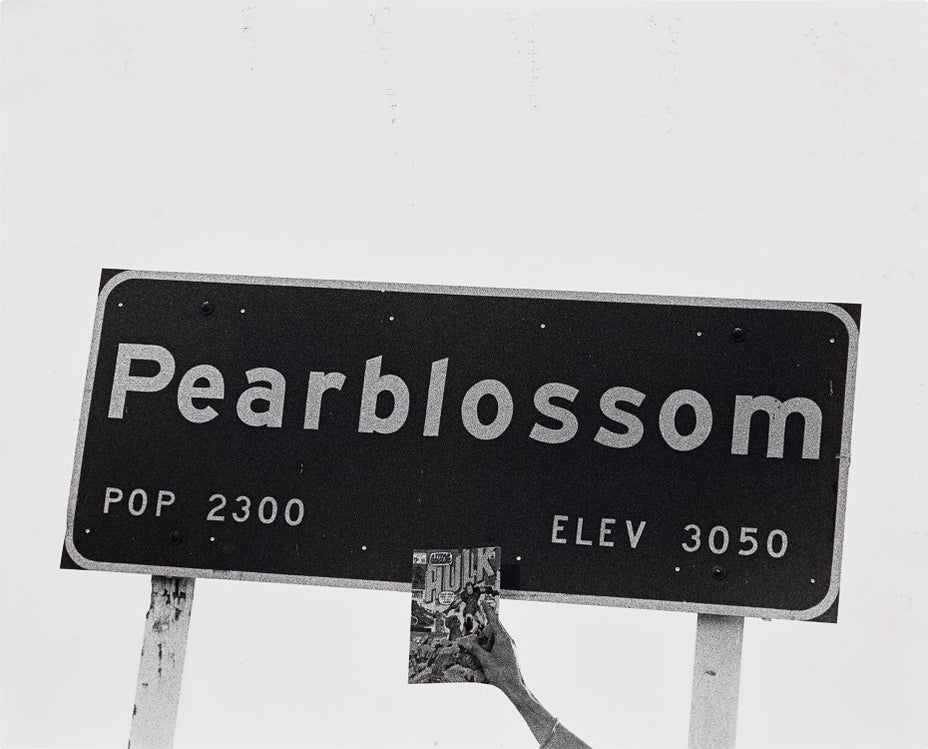 Pearblossom
POP 2300
ELEV 3050
HULK